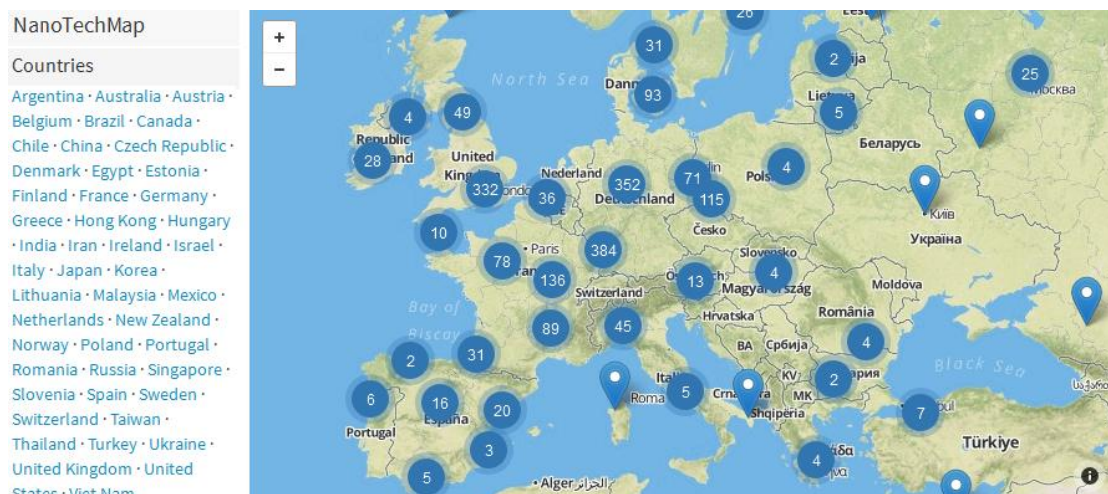 NanoTechMap
Countries
Argentina · Australia · Austria ·
Belgium · Brazil · Canada ·
Chile · China · Czech Republic ·
Denmark · Egypt · Estonia ·
Finland · France · Germany ·
Greece · Hong Kong · Hungary
· India · Iran · Ireland · Israel ·
Italy · Japan · Korea ·
Lithuania · Malaysia · Mexico ·
Netherlands · New Zealand ·
Norway · Poland · Portugal ·
Romania · Russia · Singapore ·
Slovenia · Spain · Sweden ·
Switzerland · Taiwan ·
Thailand · Turkey · Ukraine ·
United Kingdom · United
States · Viet Nam
+
−
26
31
2
25
North Sea
93
49
4
5
Republic
Беларусь
28
United
Nederland
352
71
4
332
36
115
Česko
Київ
Україна
10
Paris
384
Slovensko
78
136
Switzerland
13
4
Magyarország
Moldova
Hrvatska
România
Bay of
Biscay
89
45
BA
Србија
4
Black Sea
2
31
KV
2
MK
6
16
20
Roma
5
Shqipëria
7
Portugal
España
Türkiye
3
4
5
Alger الجزائر
i